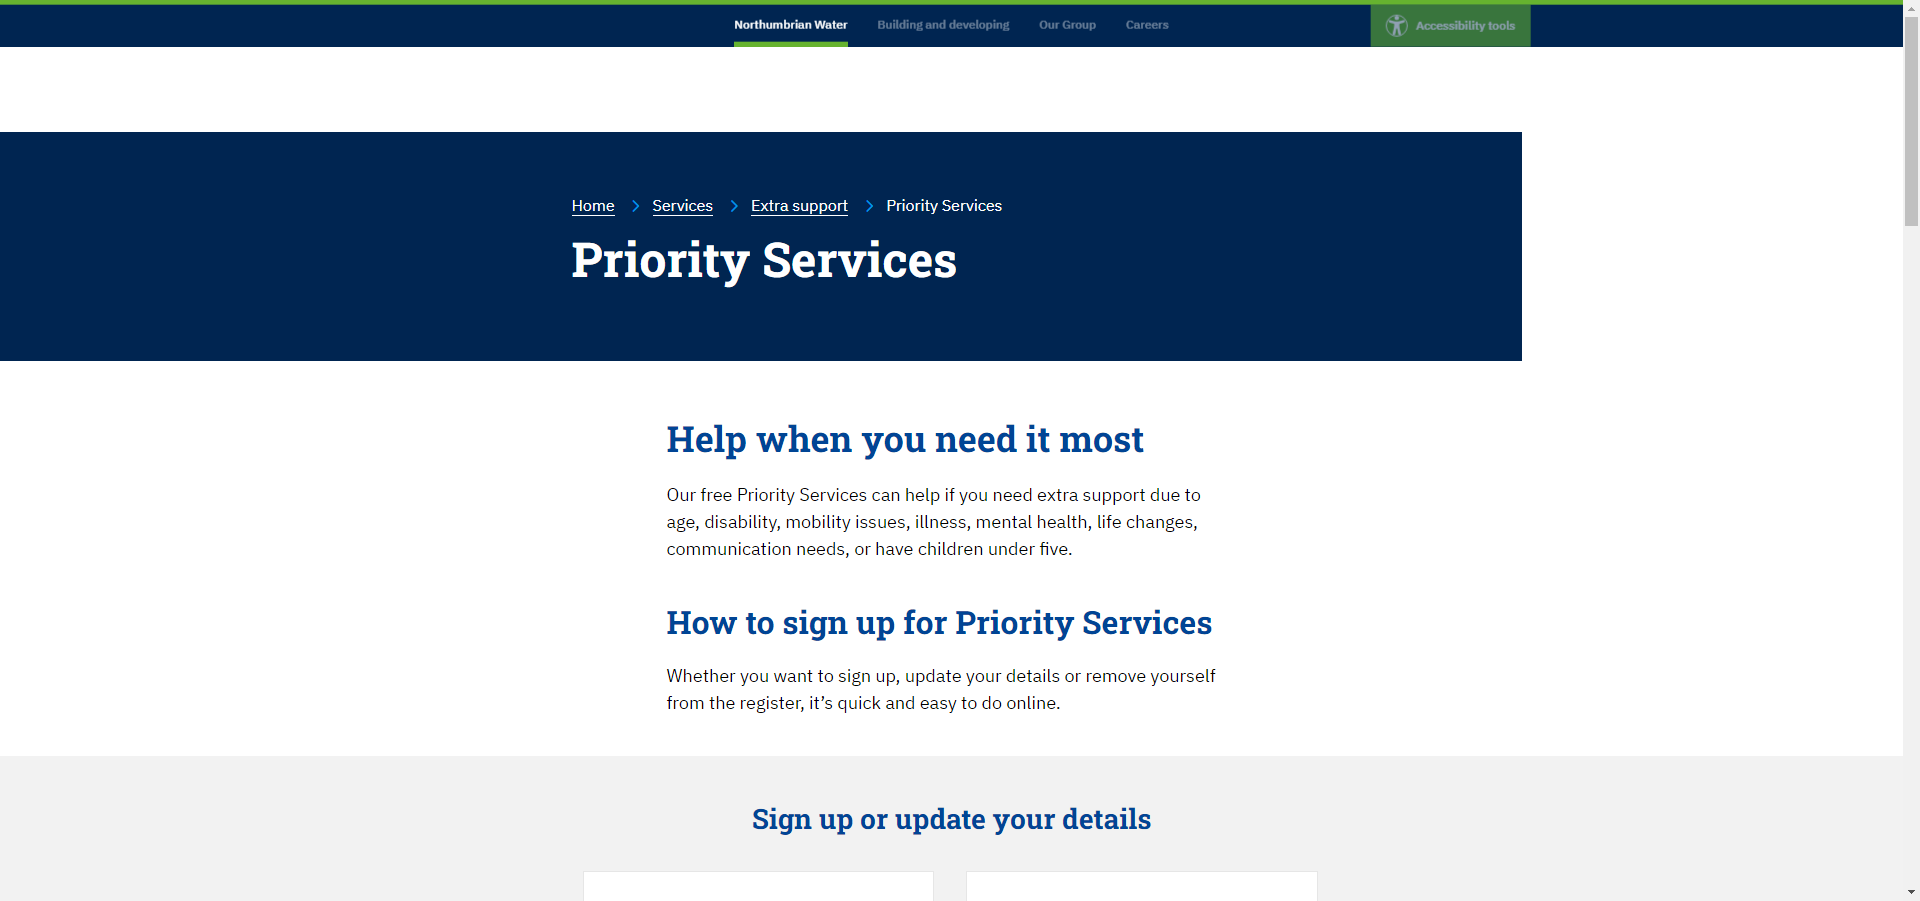 Northumbrian Water
Building and developing
Our Group
Careers
Accessibility tools
Home
Services
Extra support
Priority Services
Priority Services
Help when you need it most
Our free Priority Services can help if you need extra support due to
age, disability, mobility issues, illness, mental health, life changes,
communication needs, or have children under five.
How to sign up for Priority Services
Whether you want to sign up, update your details or remove yourself
from the register, it’s quick and easy to do online.
Sign up or update your details